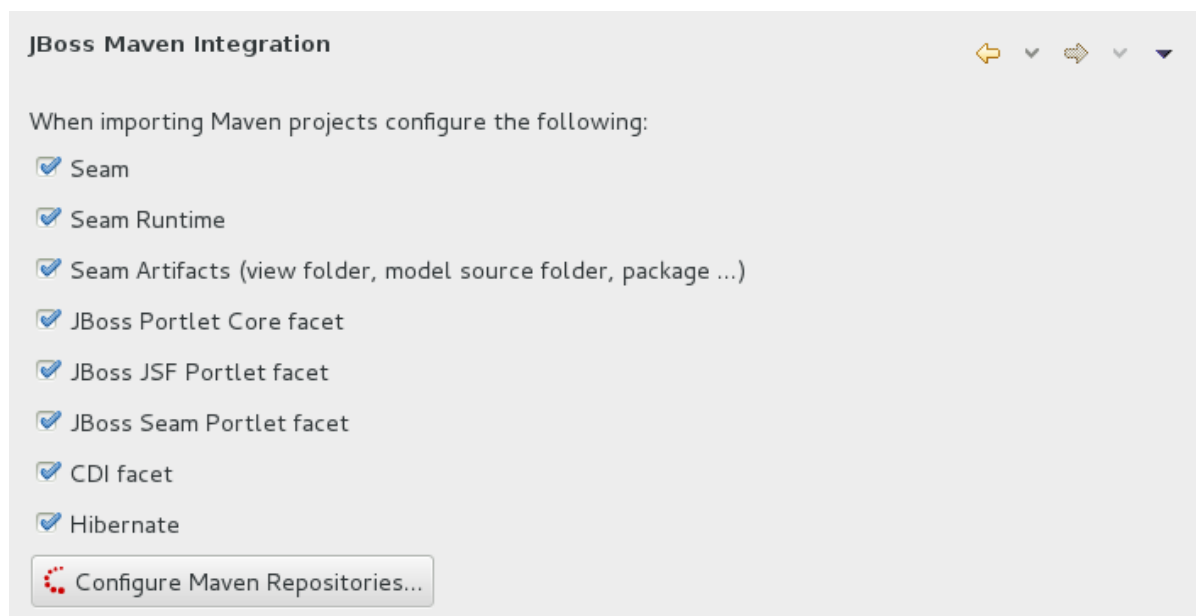 JBoss Maven Integration
When importing Maven projects configure the following:
Seam
Seam Runtime
Seam Artifacts (view folder, model source folder, package ...)
JBoss Portlet Core facet
JBoss JSF Portlet facet
JBoss Seam Portlet facet
CDI facet
Hibernate
Configure Maven Repositories...